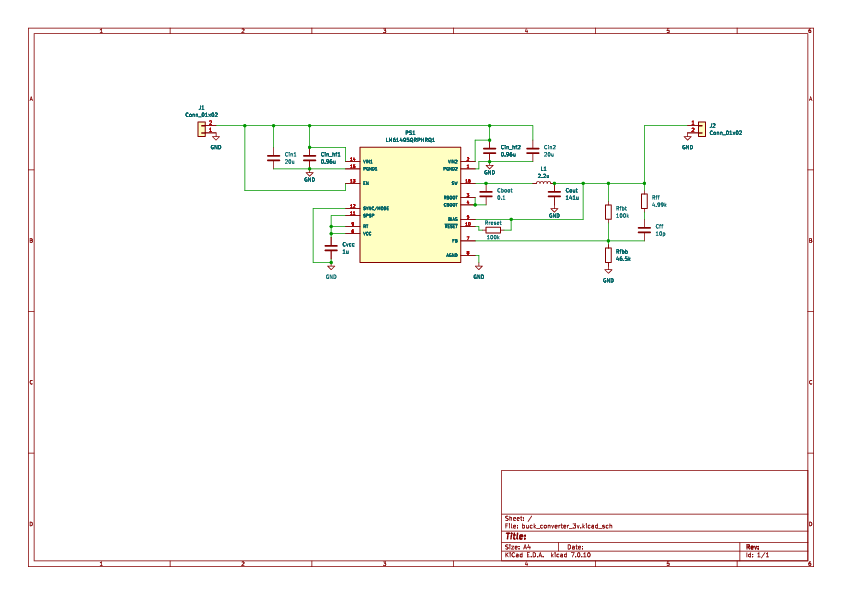 1 2 3 4 5 6
A A
B B
C C
D D
J1
Conn_01x02
2
1
GND
Cin1
20u
Cin_hf1
0.96u
GND
PS1
14 VIN1
15 PGND1
13 EN
12 SYNC/MODE
11 SPSP
RT
VCC
VIN2 2
PGND2 1
SW
RBOOT 3
CBOOT 4
BIAS 9
RESET 10
FB 7
AGND
Cvcc
1u
GND
Cin_hf2
0.96u
GND
Cin2
20u
L1
2.2u
Cboot
0.1
Cout
141u
GND
Rreset
100k
GND
Rfbt
100k
Rff
4.99k
Cff
10p
Rfbb
46.5k
GND
J2
Conn_01x02
1
2
GND
Sheet: /
File: buck_converter_3v.kicad_sch
Title:
Size: A4 Date: Rev:
KiCad E.D.A. kicad 7.0.10 Id: 1/1
1 2 3 4 5 6